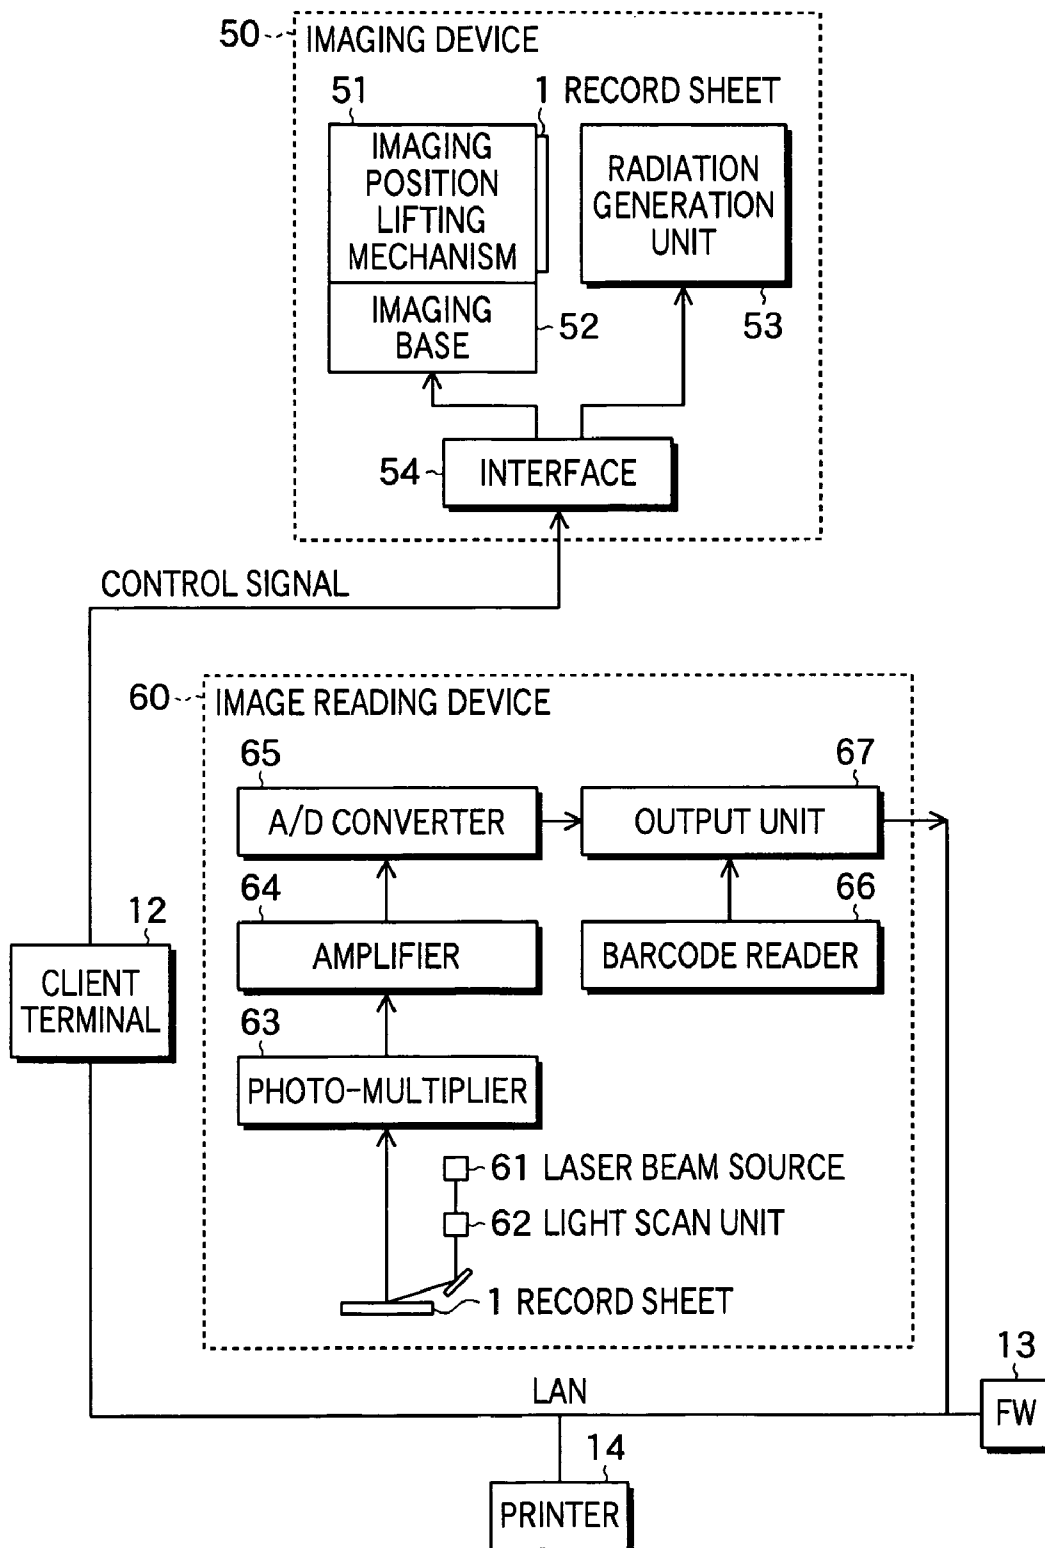 50 IMAGING DEVICE
51
1 RECORD SHEET
IMAGING
POSITION
LIFTING
MECHANISM
RADIATION
GENERATION
UNIT
53
IMAGING
BASE
52
54
INTERFACE
CONTROL SIGNAL
60 IMAGE READING DEVICE
65
67
A/D CONVERTER
OUTPUT UNIT
64
66
AMPLIFIER
BARCODE READER
12
CLIENT
TERMINAL
63
PHOTO-MULTIPLIER
61 LASER BEAM SOURCE
62 LIGHT SCAN UNIT
1 RECORD SHEET
13
FW
LAN
14
PRINTER